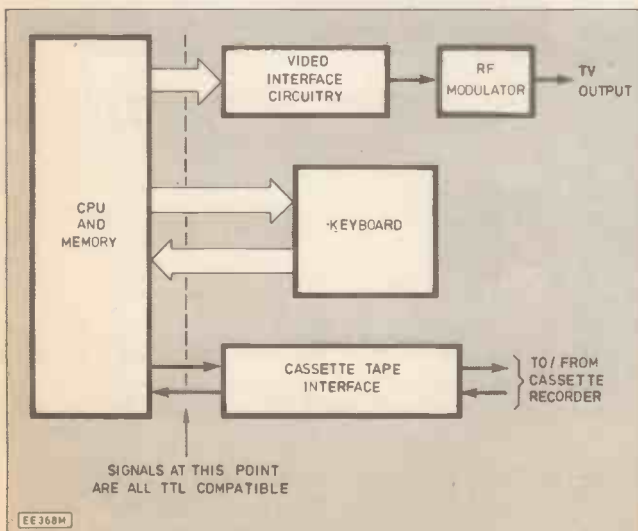 VIDEO
INTERFACE
CIRCUITRY
RF
MODULATOR
TV
OUTPUT
CPU
AND
MEMORY
KEYBOARD
CASSETTE TAPE
INTERFACE
TO/FROM
CASSETTE
RECORDER
SIGNALS AT THIS POINT
ARE ALL TTL COMPATIBLE
EE368M